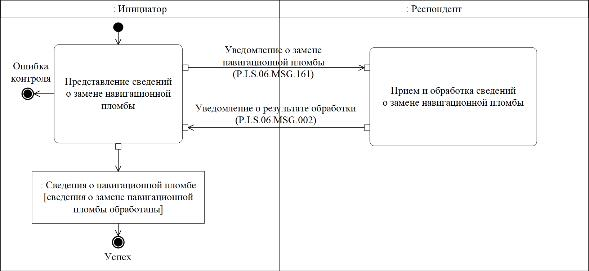 : Инициатор
: Респондент
Уведомление о замене
навигационной пломбы
(P.LS.06.MSG.161)
Ошибка
контроля
Представление сведений
о замене навигационной
пломбы
Прием и обработка сведений
о замене навигационной пломбы
Уведомление о результате обработки
(P.LS.06.MSG.002)
Сведения о навигационной пломбе
[сведения о замене навигационной
пломбы обработаны]
Успех